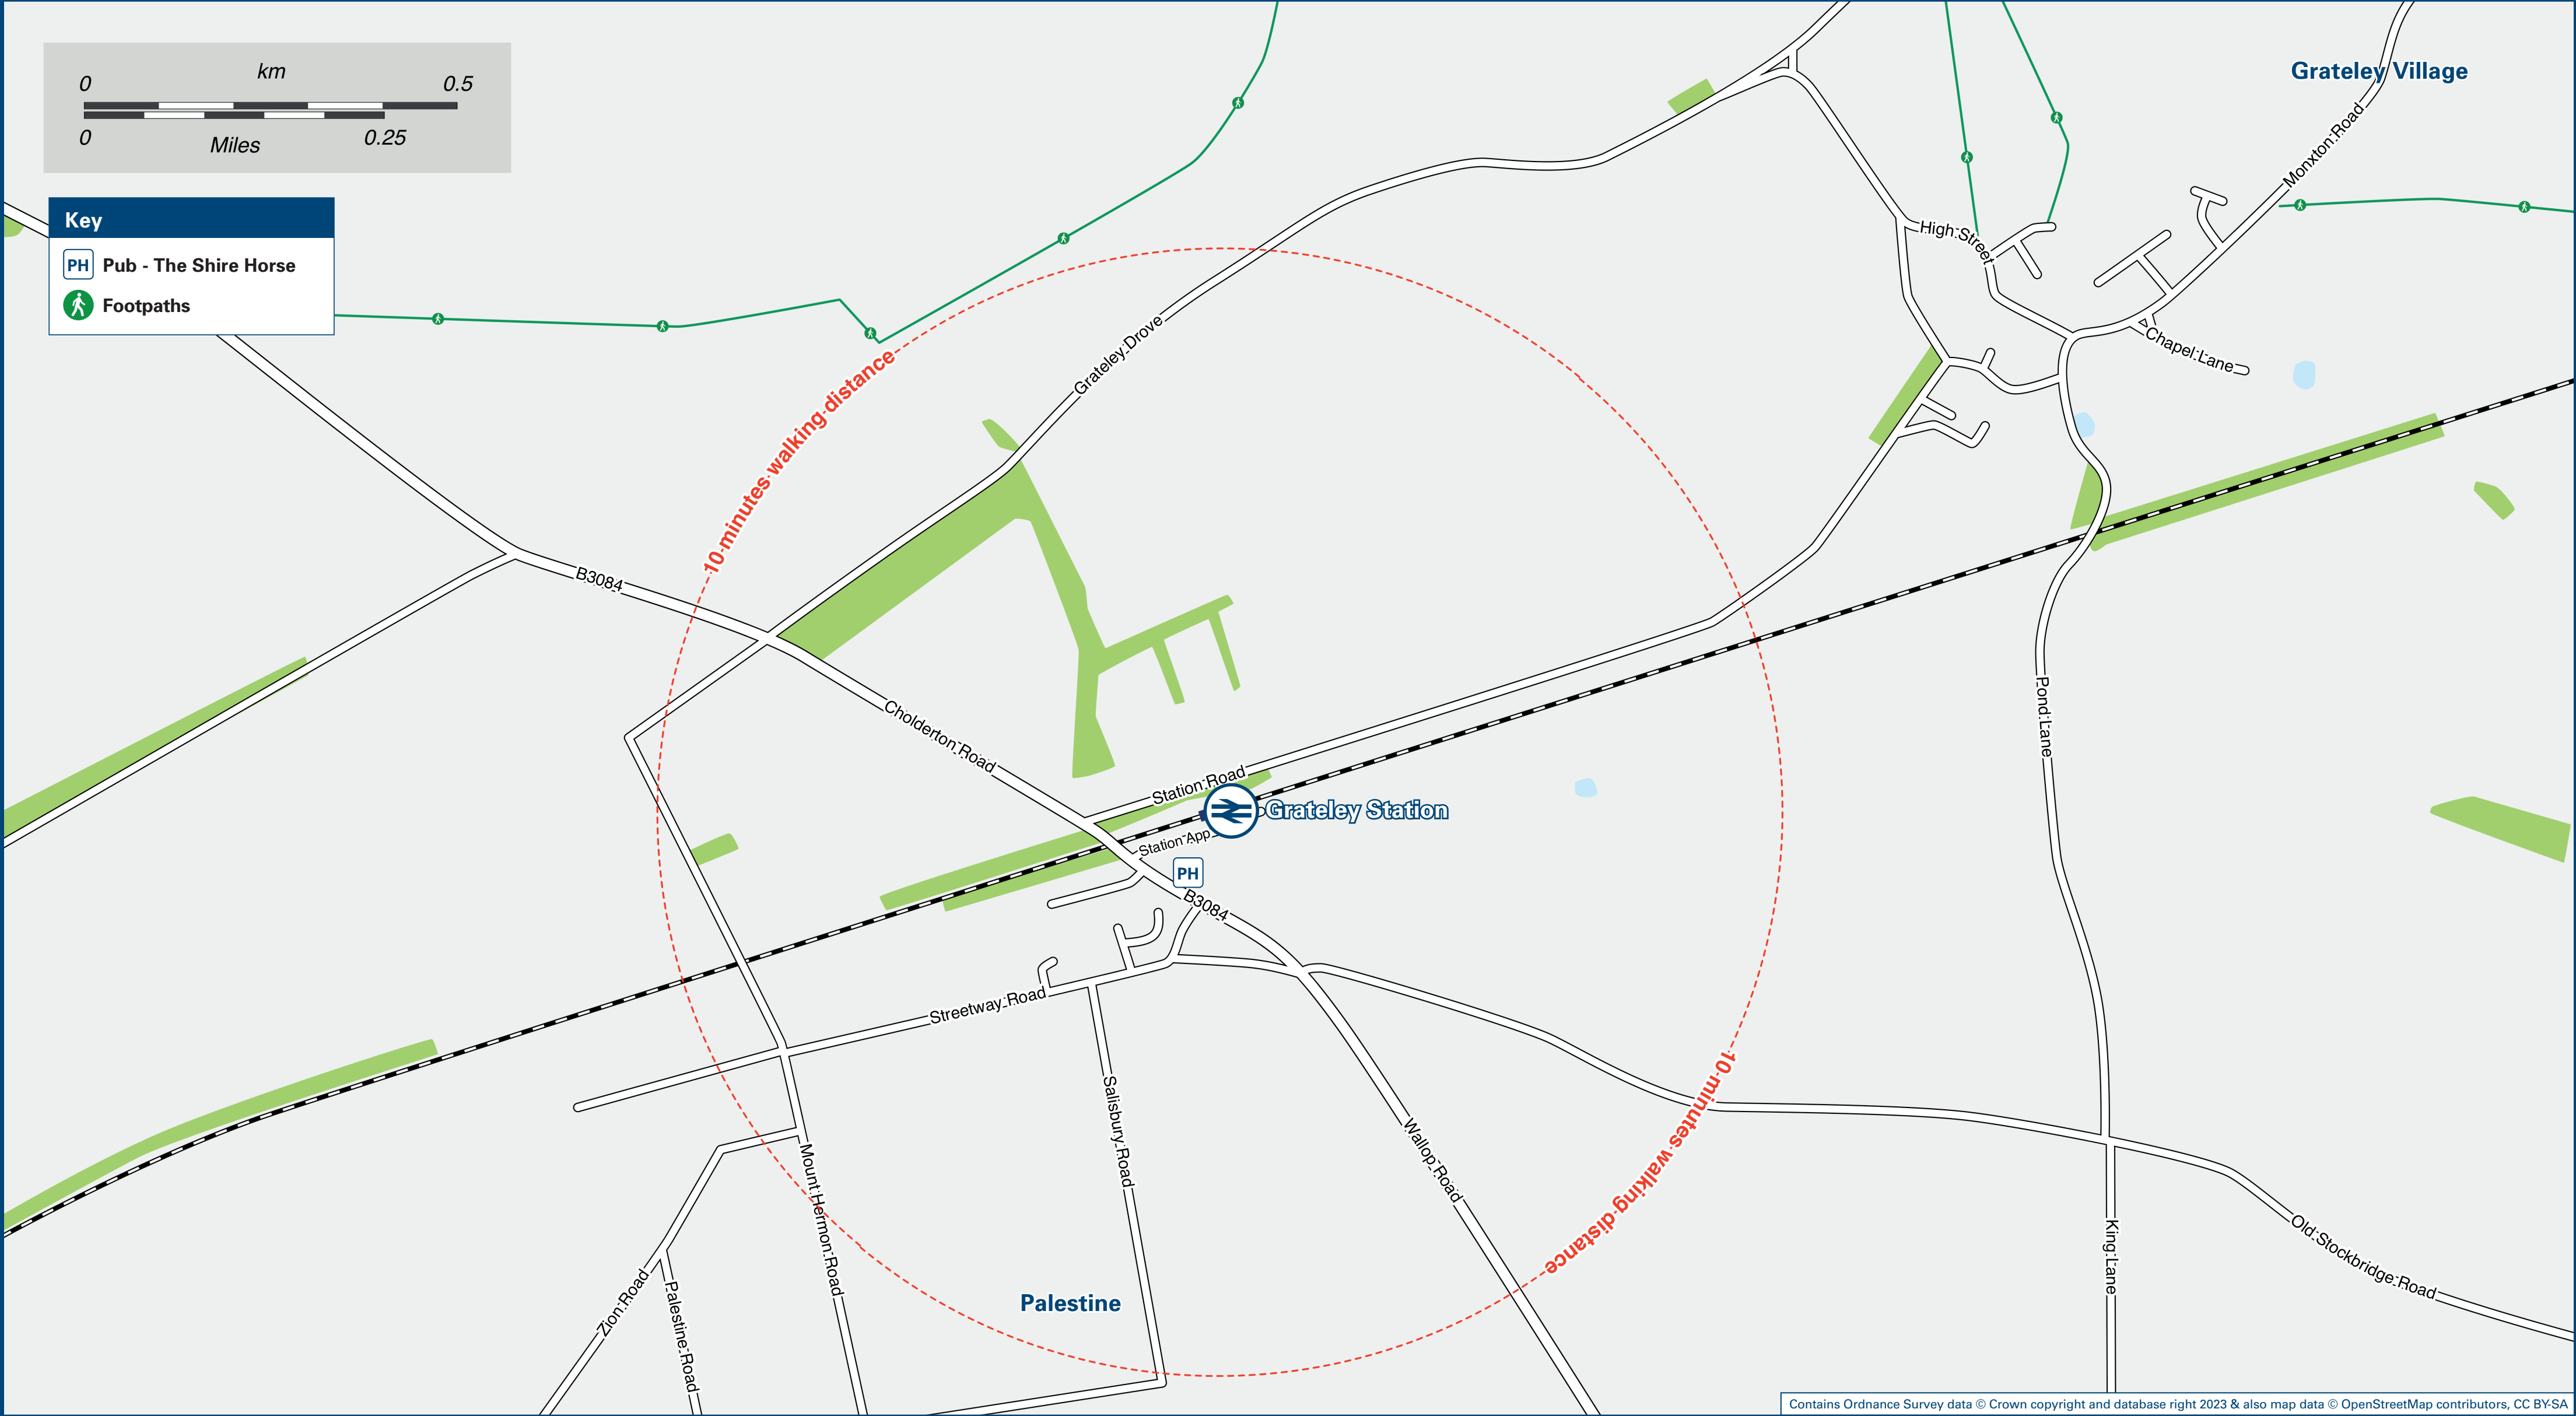 km
0 0.5
0 0.25
Miles
Key
PH Pub - The Shire Horse
Footpaths
Grateley Village
Monxton Road
High Street
Chapel Lane
Grateley Drove
10 minutes walking distance
B3084
Cholderton Road
Station Road
Grateley Station
Station App
PH
B3084
Pond Lane
Streetway Road
Salisbury Road
Wallop Road
10 minutes walking distance
Mount Hermon Road
Zion Road
Palestine Road
Palestine
King Lane
Old Stockbridge Road
Contains Ordnance Survey data © Crown copyright and database right 2023 & also map data © OpenStreetMap contributors, CC BY-SA